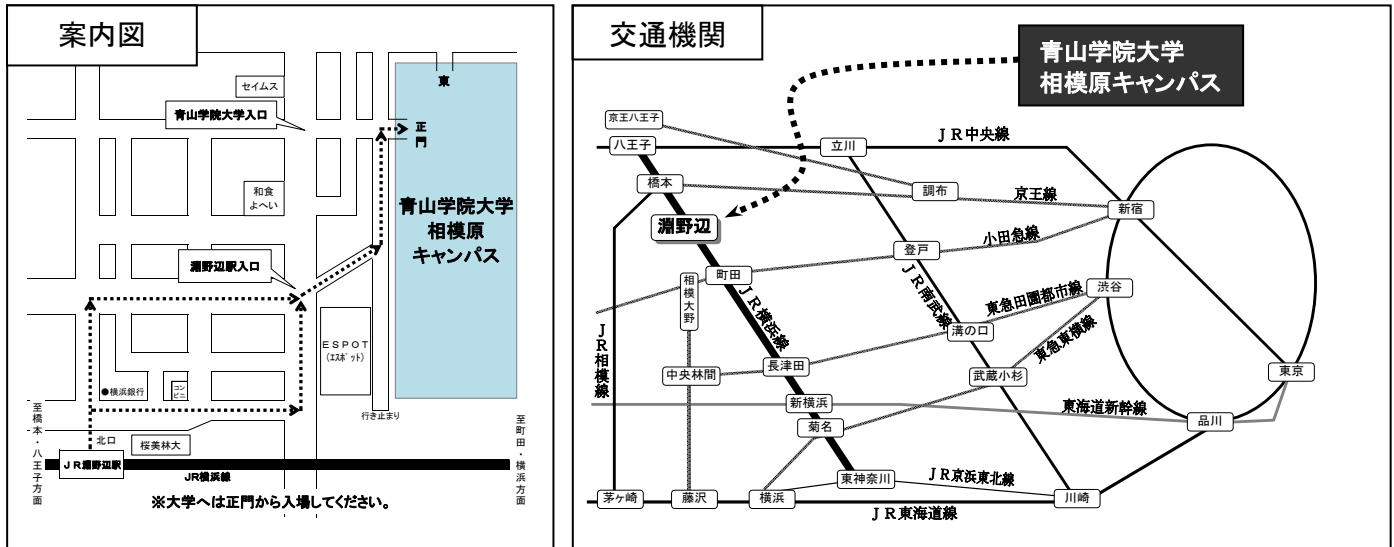 案内図
東
セイムス
青山学院大学入口
正門
和食
よへい
青山学院大学
相模原
キャンパス
淵野辺駅入口
ESPOT
(ｴｽﾎﾟｯﾄ)
●横浜銀行
コンビニ
行き止まり
至橋本・八王子方面
北口
桜美林大
至町田・横浜方面
JR淵野辺駅
JR横浜線
※大学へは正門から入場してください。
交通機関
青山学院大学
相模原キャンパス
京王八王子
八王子
立川
JR中央線
橋本
調布
京王線
新宿
淵野辺
登戸
小田急線
町田
相模大野
JR横浜線
JR南武線
東急田園都市線
渋谷
溝の口
東急東横線
JR相模線
中央林間
長津田
武蔵小杉
東京
新横浜
東海道新幹線
品川
菊名
東神奈川
JR京浜東北線
茅ヶ崎
藤沢
横浜
川崎
JR東海道線